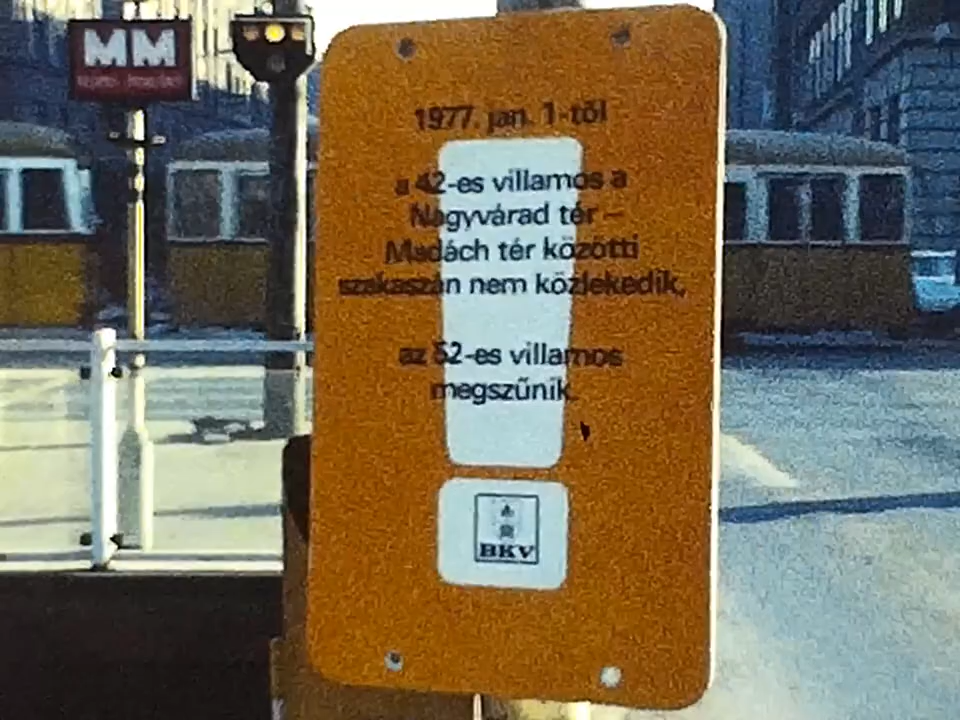 MM
1977. jan. 1-től
a 42-es villamos a
Nagyvárad tér –
Madách tér közötti
szakaszán nem közlekedik,
az 52-es villamos
megszűnik.
BKV